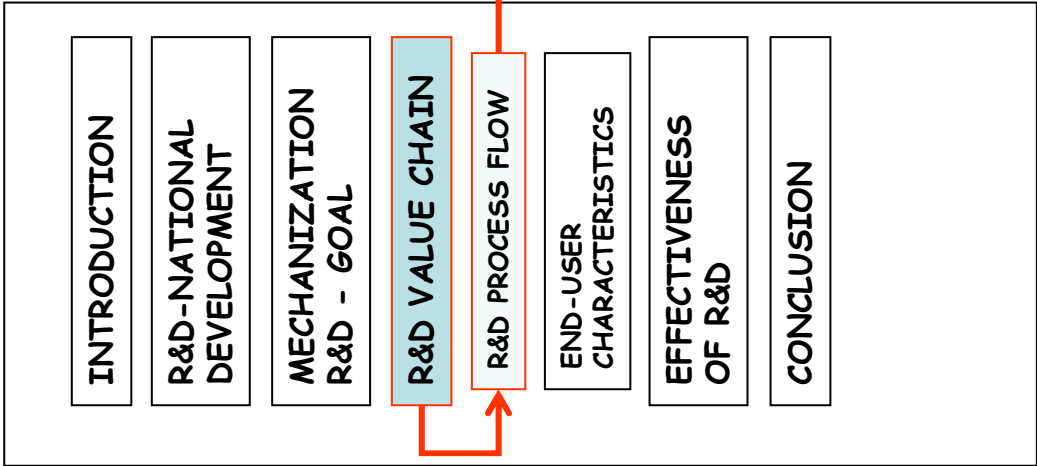 INTRODUCTION
R&D-NATIONAL
DEVELOPMENT
MECHANIZATION
R&D - GOAL
R&D VALUE CHAIN
R&D PROCESS FLOW
END-USER
CHARACTERISTICS
EFFECTIVENESS
OF R&D
CONCLUSION